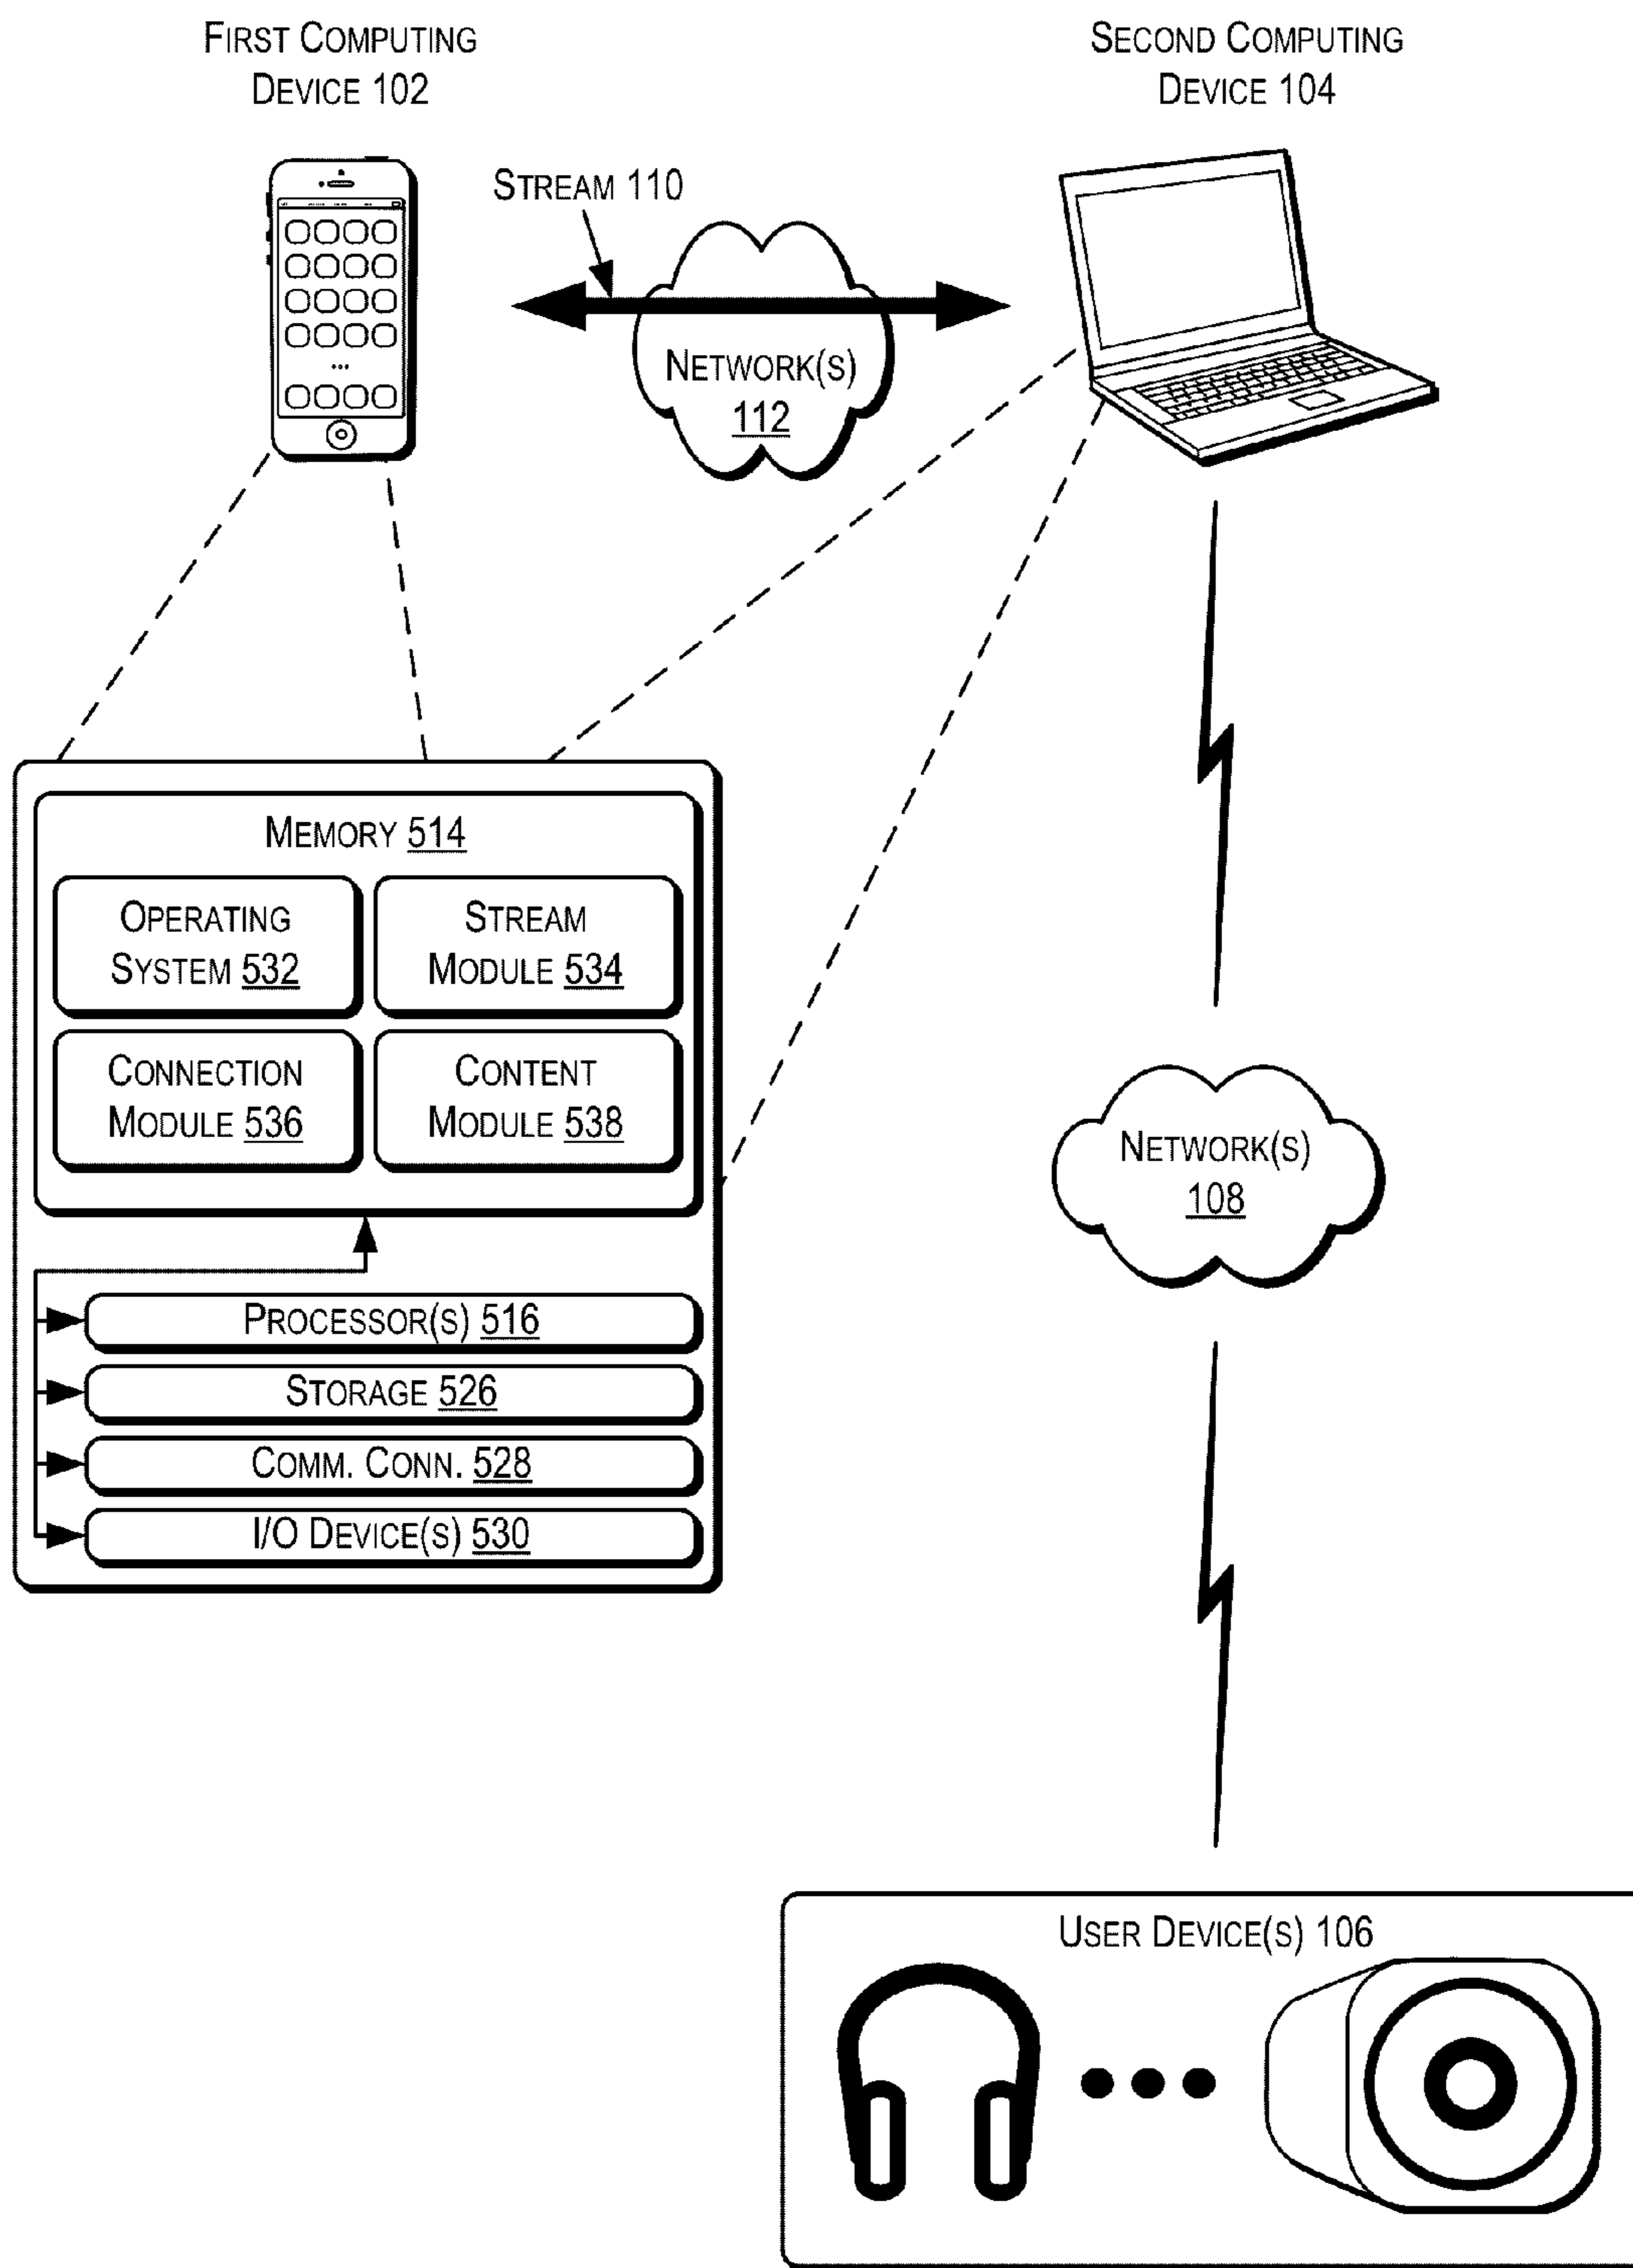 FIRST COMPUTING
DEVICE 102
SECOND COMPUTING
DEVICE 104
STREAM 110
NETWORK(S)
112
MEMORY 514
OPERATING
SYSTEM 532
STREAM
MODULE 534
CONNECTION
MODULE 536
CONTENT
MODULE 538
PROCESSOR(S) 516
STORAGE 526
COMM. CONN. 528
I/O DEVICE(S) 530
NETWORK(S)
108
USER DEVICE(S) 106